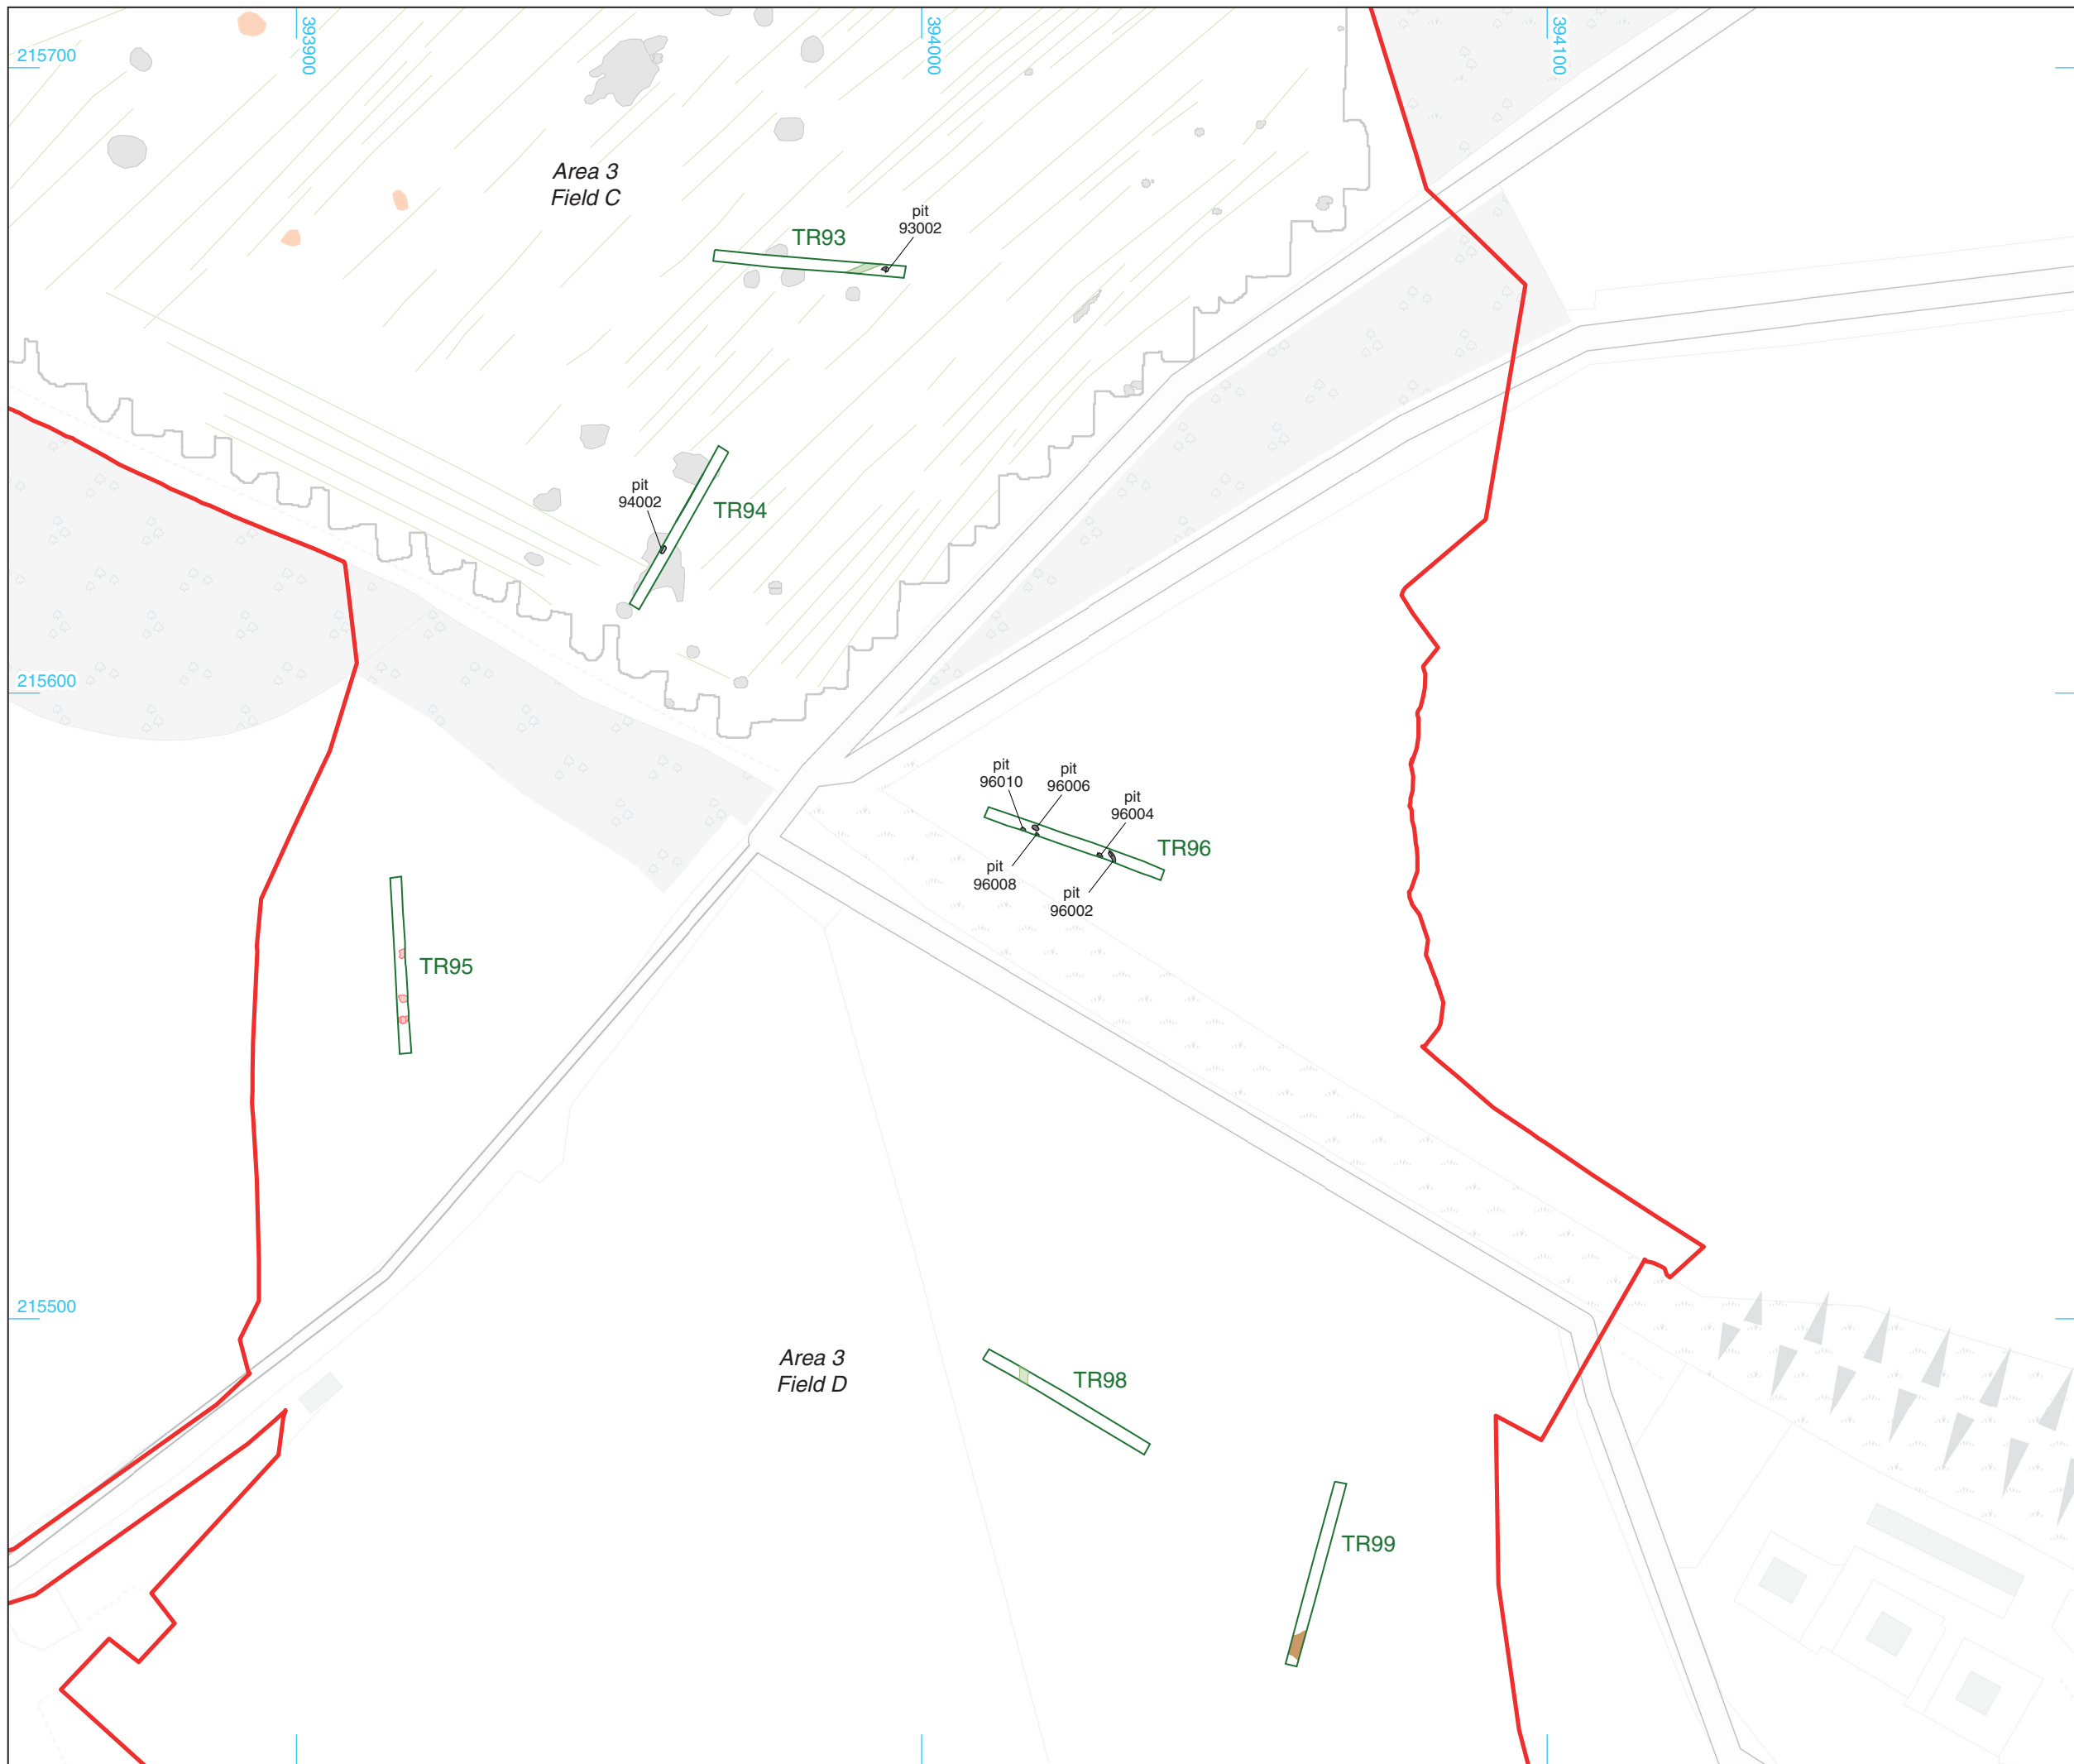 393900
394000
394100
215700
Area 3
Field C
TR93
pit
93002
pit
94002
TR94
215600
pit
96010
pit
96006
pit
96004
TR96
pit
96008
pit
96002
TR95
215500
Area 3
Field D
TR98
TR99